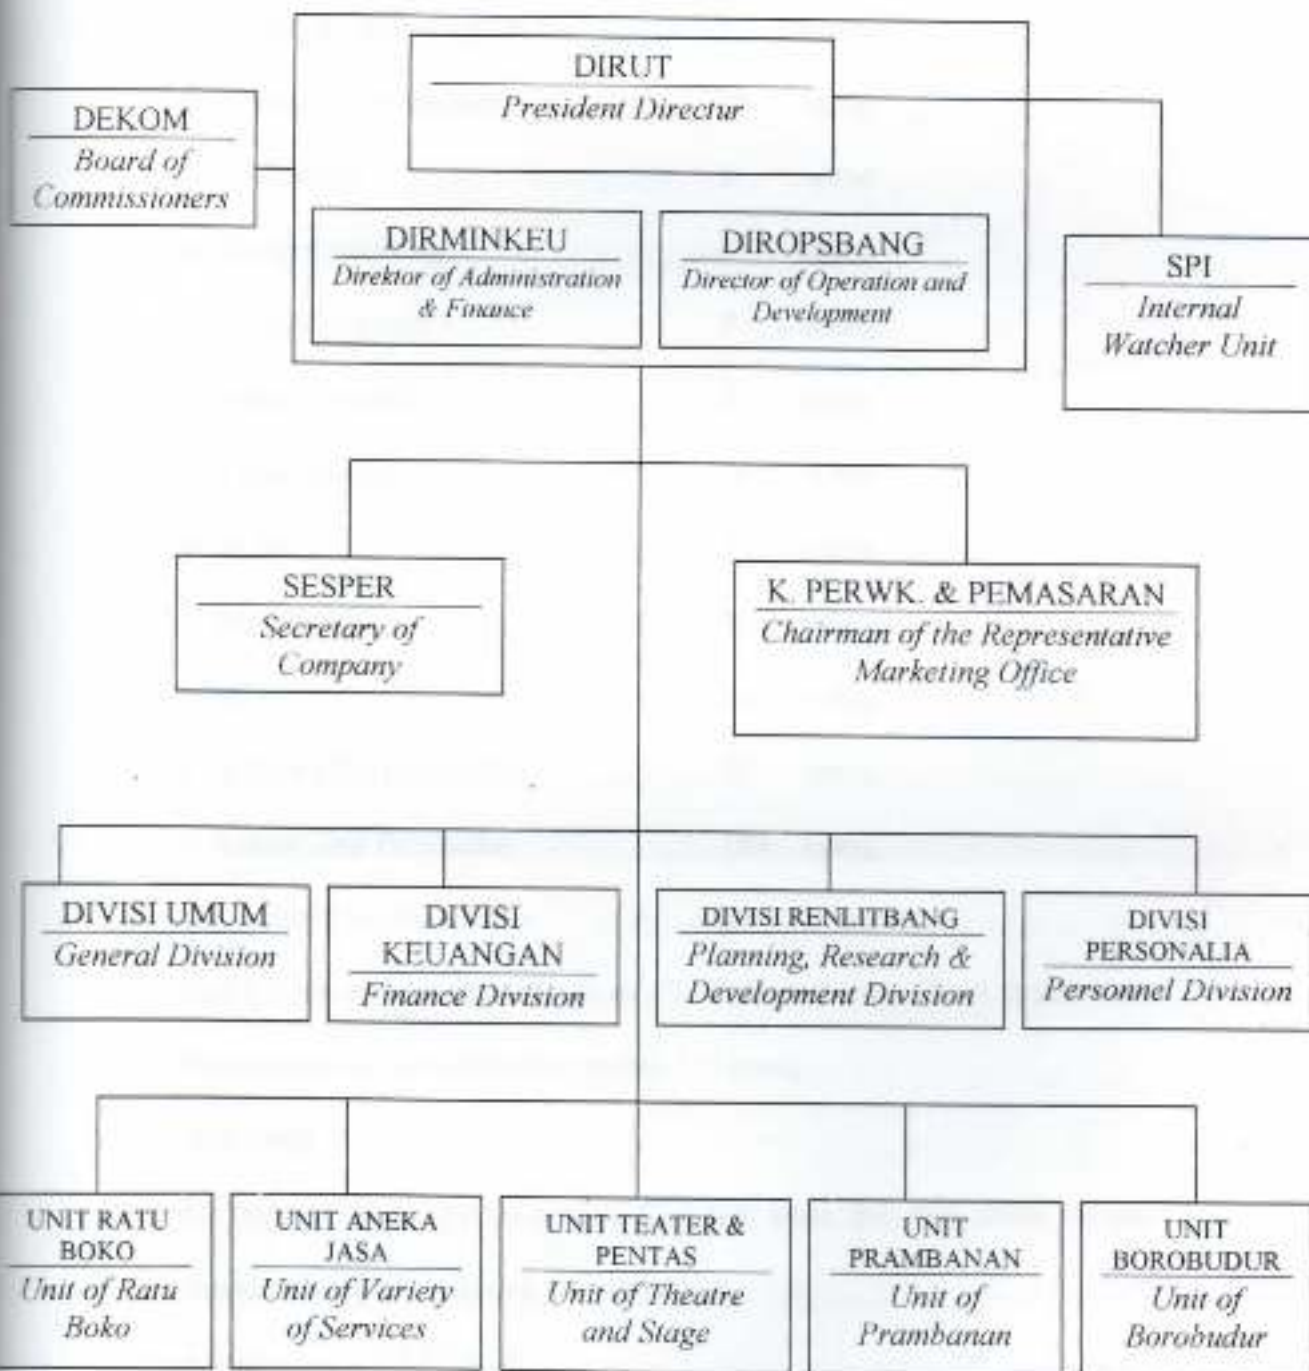 DIRUT
President Directur
DEKOM
Board of
Commissioners
DIRMINKEU
Direktor of Administration
& Finance
DIROPSBANG
Director of Operation and
Development
SPI
Internal
Watcher Unit
SESPER
Secretary of
Company
K. PERWK. & PEMASARAN
Chairman of the Representative
Marketing Office
DIVISI UMUM
General Division
DIVISI
KEUANGAN
Finance Division
DIVISI RENLITBANG
Planning, Research &
Development Division
DIVISI
PERSONALIA
Personnel Division
UNIT RATU
BOKO
Unit of Ratu
Boko
UNIT ANEKA
JASA
Unit of Variety
of Services
UNIT TEATER &
PENTAS
Unit of Theatre
and Stage
UNIT
PRAMBANAN
Unit of
Prambanan
UNIT
BOROBUDUR
Unit of
Borobudur